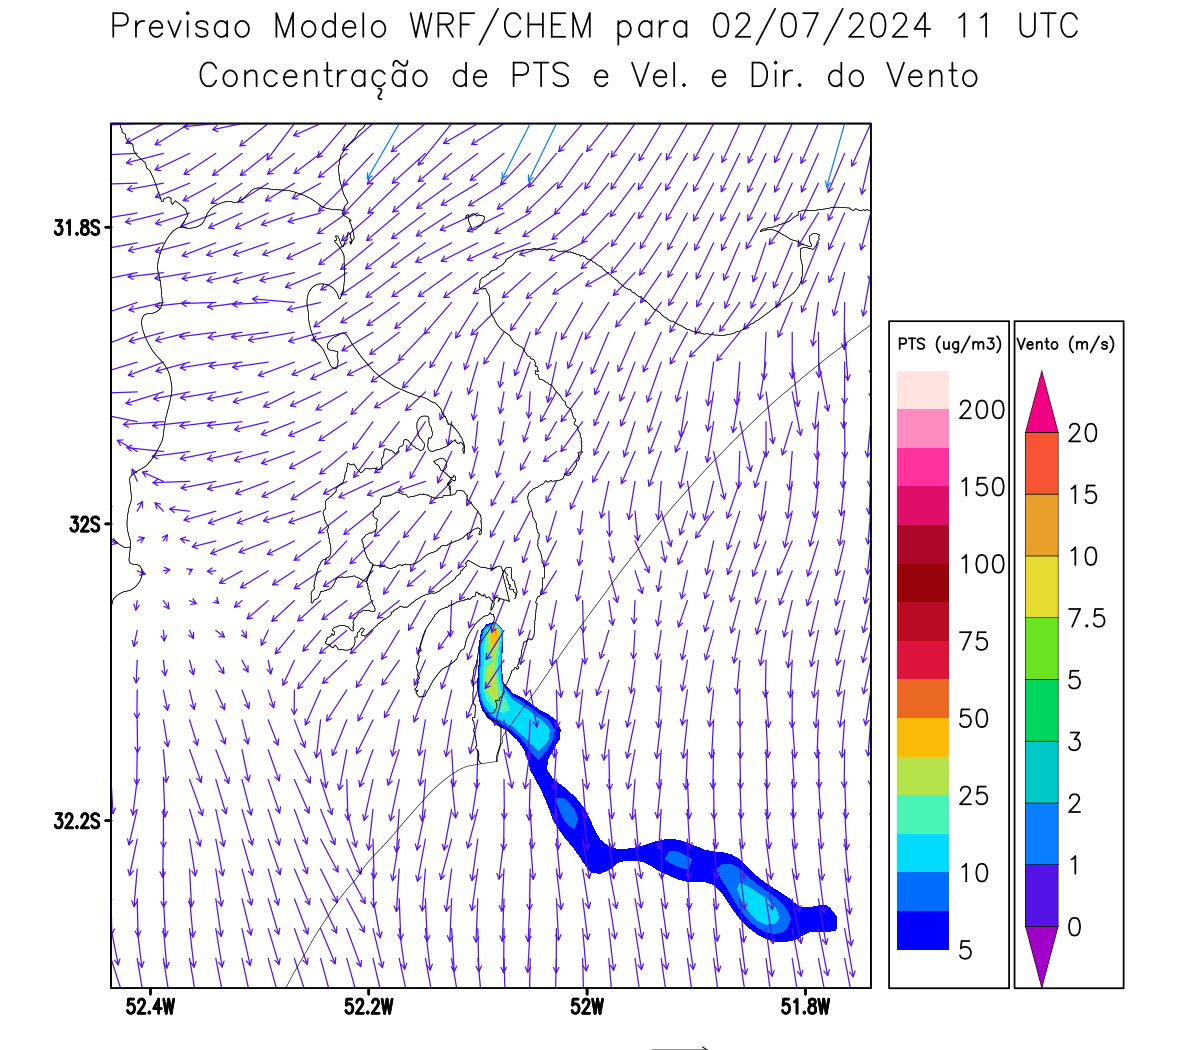 Previsao Modelo WRF/CHEM para 02/07/2024 11 UTC
Concentração de PTS e Vel. e Dir. do Vento
31.8S
32S
32.2S
52.4W
52.2W
52W
51.8W
PTS (ug/m3)
200
150
100
75
50
25
10
5
Vento (m/s)
20
15
10
7.5
5
3
2
1
0